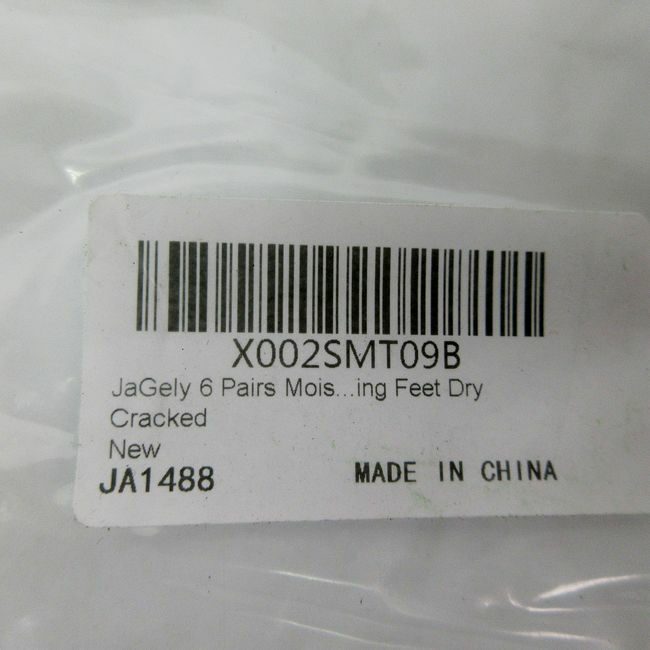 X002SMT09B
JaGely 6 Pairs Mois...ing Feet Dry
Cracked
New
JA1488
MADE IN CHINA